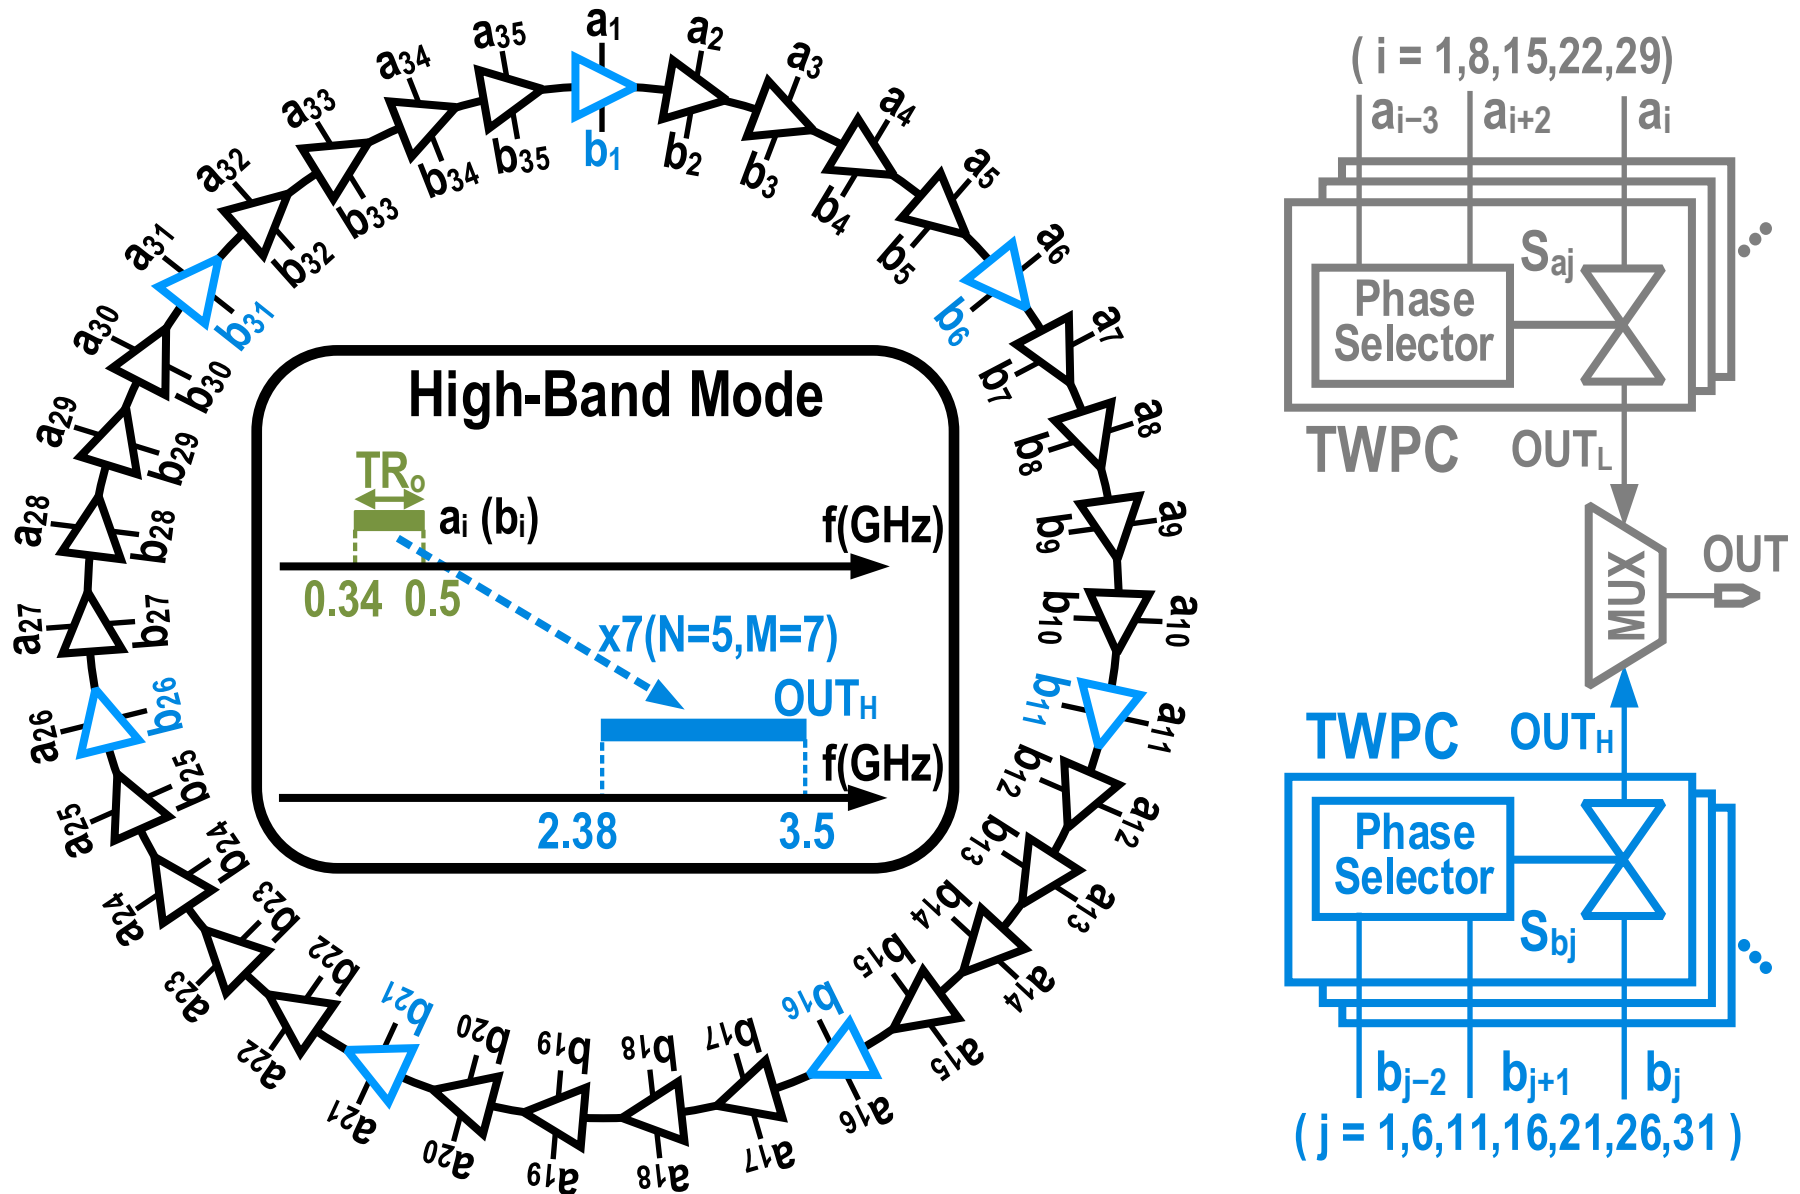 a1
a2
a3
a4
a5
a6
a7
a8
a9
a10
a11
a12
a13
a14
a15
a16
a17
a18
a19
a20
a21
a22
a23
a24
a25
a26
a27
a28
a29
a30
a31
a32
a33
a34
a35
b1
b2
b3
b4
b5
b6
b7
b8
b9
b10
b11
b12
b13
b14
b15
b16
b17
b18
b19
b20
b21
b22
b23
b24
b25
b26
b27
b28
b29
b30
b31
b32
b33
b34
b35
High-Band Mode
TRo
ai (bi)
f(GHz)
0.34 0.5
x7(N=5,M=7)
OUTH
f(GHz)
2.38 3.5
( i = 1,8,15,22,29)
ai−3 ai+2 ai
Saj
Phase
Selector
TWPC OUTL
MUX
OUT
TWPC OUTH
Phase
Selector
Sbj
bj-2 bj+1 bj
( j = 1,6,11,16,21,26,31 )